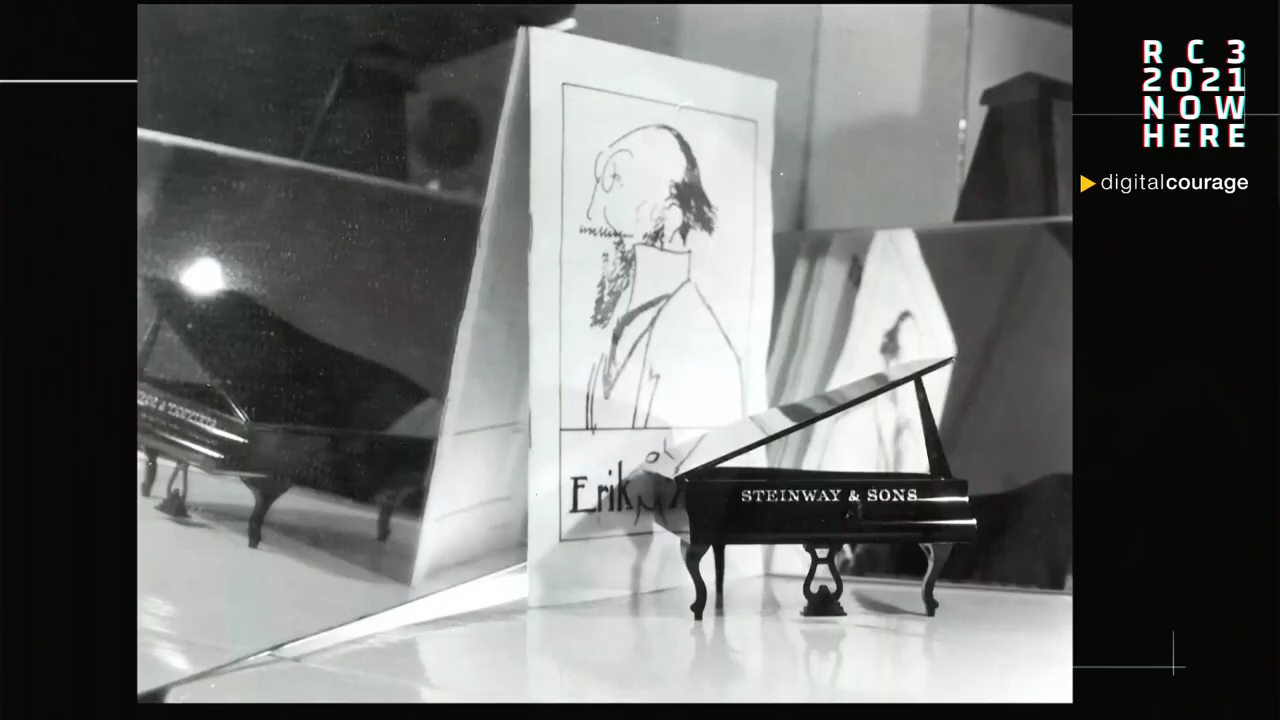 R C 3
2021
NOW
HERE
digitalcourage
Erik
STEINWAY & SONS